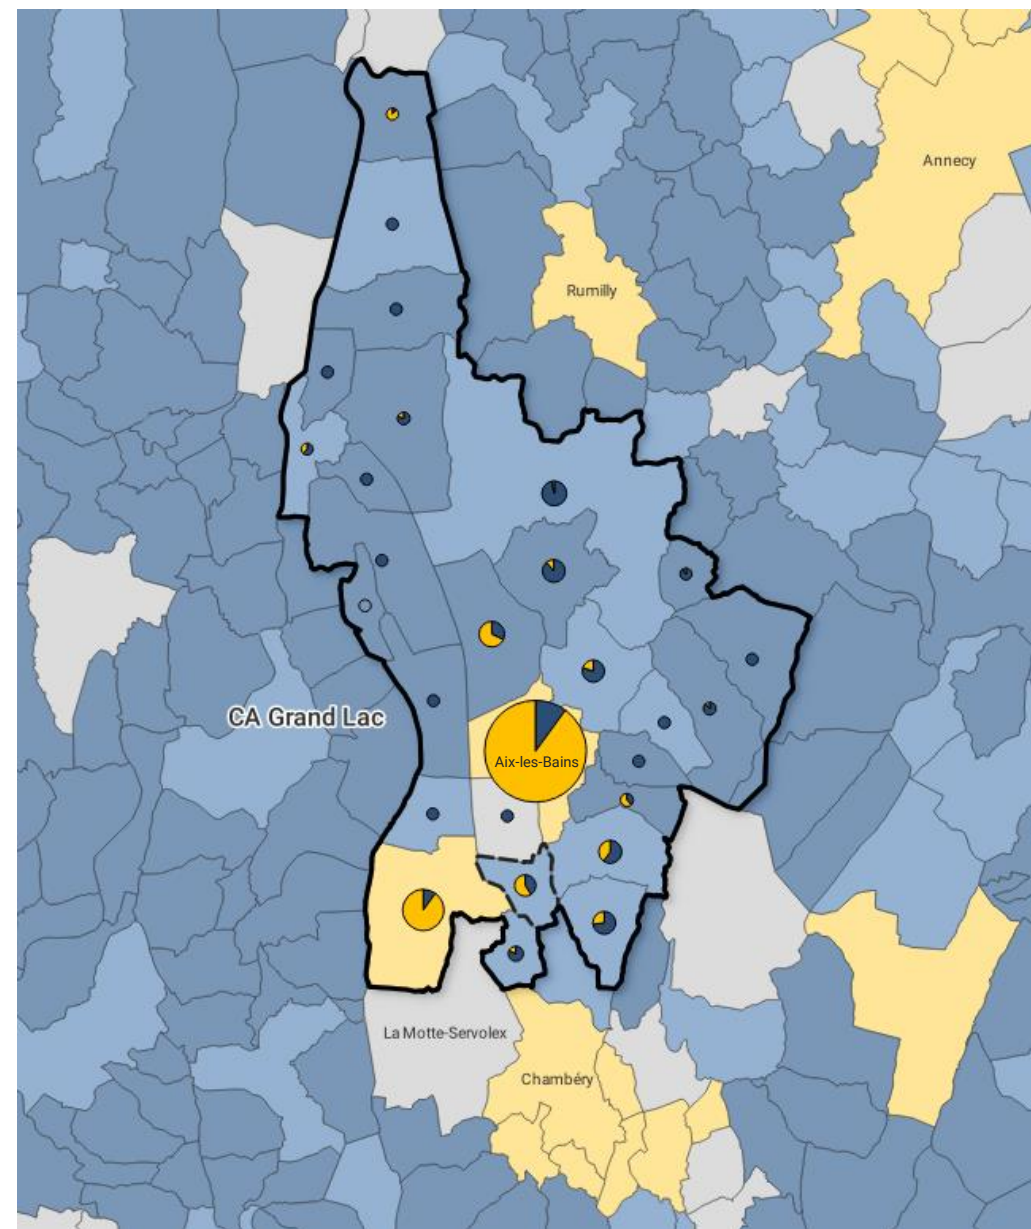 Annecy
Rumilly
CA Grand Lac
Aix-les-Bains
La Motte-Servolex
Chambéry